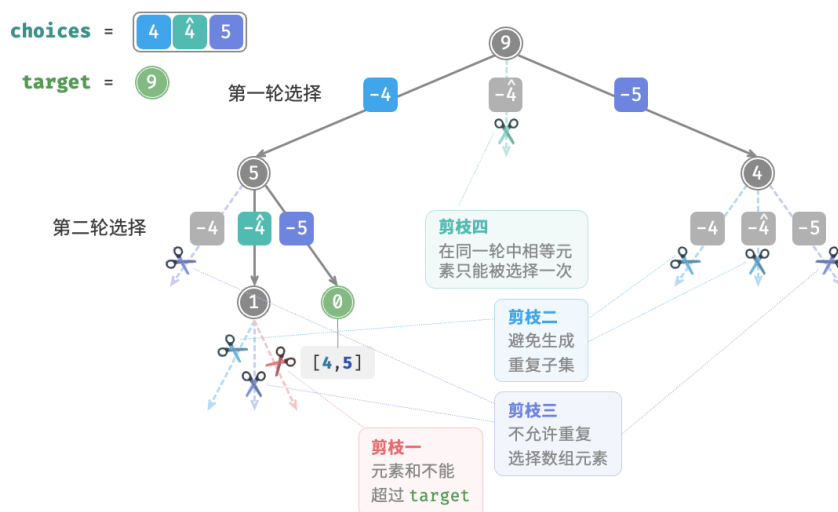 choices = 4 4̂ 5
target = 9
9
第一轮选择
-4 -4̂ -5
5
4
第二轮选择
-4 -4̂ -5
-4 -4̂ -5
剪枝四
在同一轮中相等元
素只能被选择一次
1
0
[4,5]
剪枝二
避免生成
重复子集
剪枝三
不允许重复
选择数组元素
剪枝一
元素和不能
超过 target